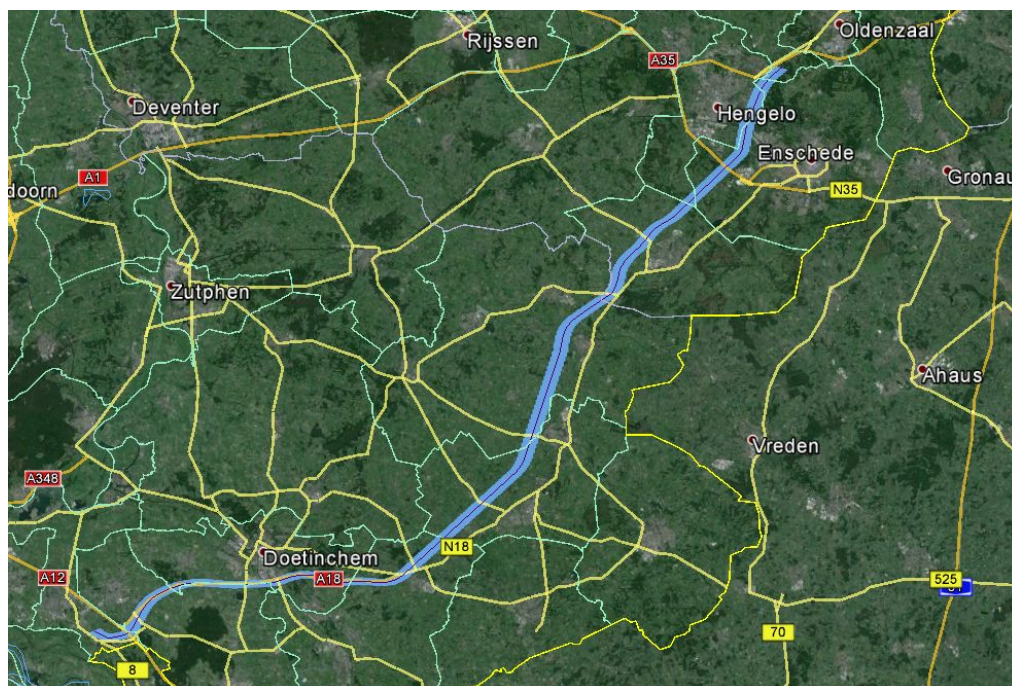 Oldenzaal
Rijssen
A35
Deventer
Hengelo
Enschede
A1
Gronau
doorn
N35
Zutphen
Ahaus
Vreden
A348
N18
Doetinchem
A12
A18
525
70
8